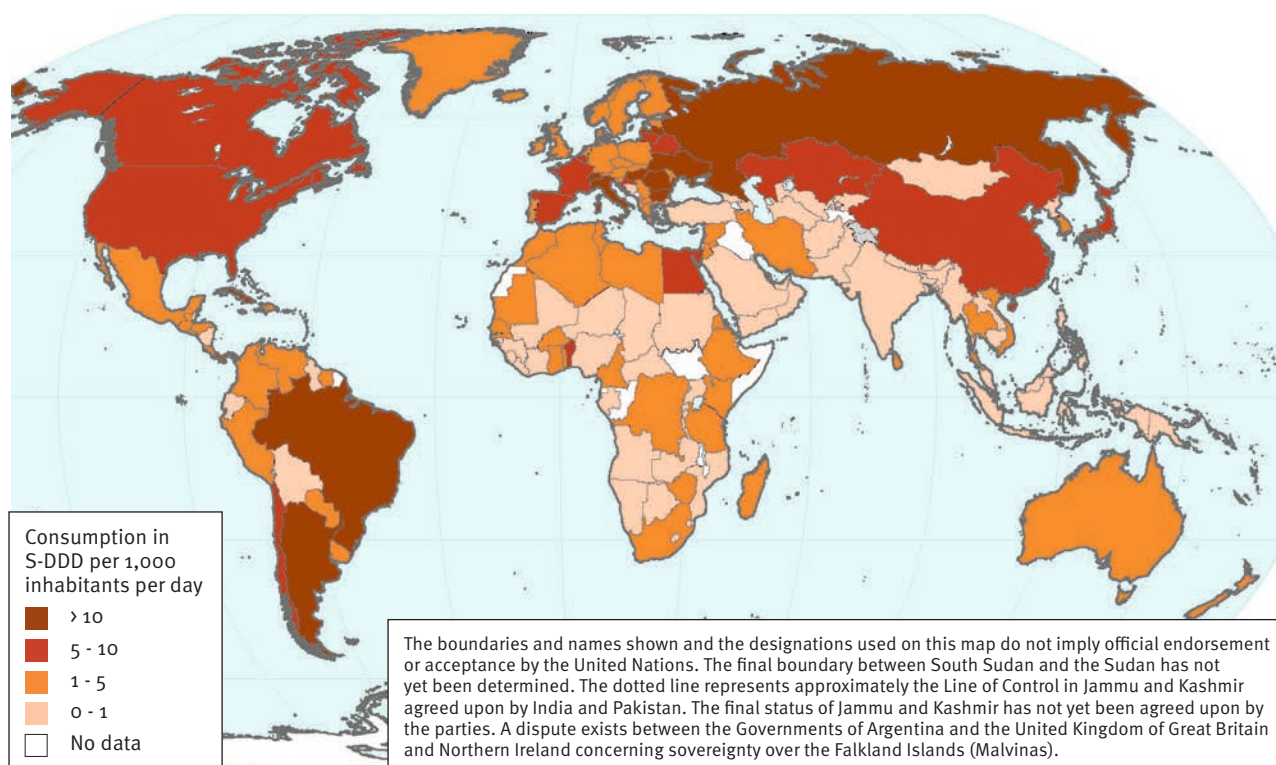 Consumption in
S-DDD per 1,000
inhabitants per day
> 10
5 - 10
1 - 5
0 - 1
No data
The boundaries and names shown and the designations used on this map do not imply official endorsement
or acceptance by the United Nations. The final boundary between South Sudan and the Sudan has not
yet been determined. The dotted line represents approximately the Line of Control in Jammu and Kashmir
agreed upon by India and Pakistan. The final status of Jammu and Kashmir has not yet been agreed upon by
the parties. A dispute exists between the Governments of Argentina and the United Kingdom of Great Britain
and Northern Ireland concerning sovereignty over the Falkland Islands (Malvinas).